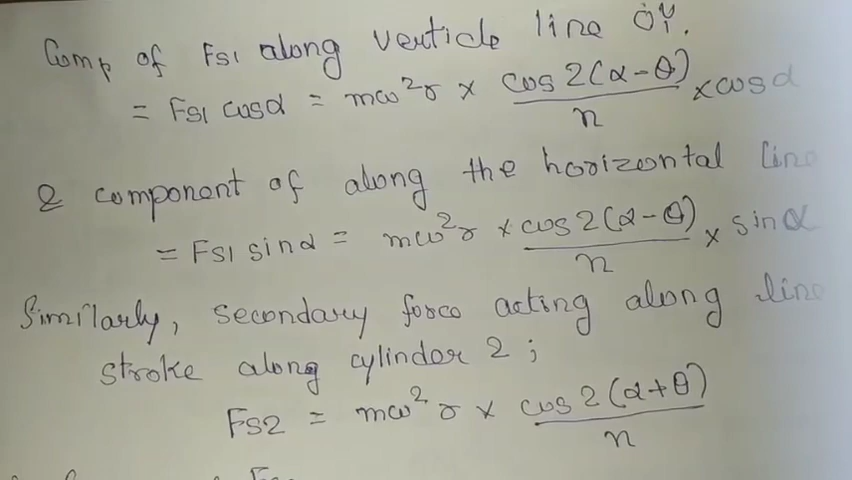 Comp of Fs1 along verticle line OY.
= Fs1 cosα = mω²r × cos 2(α-θ)/n × cos α
& component of along the horizontal line
= Fs1 sinα = mω²r × cos 2(α-θ)/n × sinα
Similarly, secondary force acting along line
stroke along cylinder 2 ;
Fs2 = mω²r × cos 2(α+θ)/n